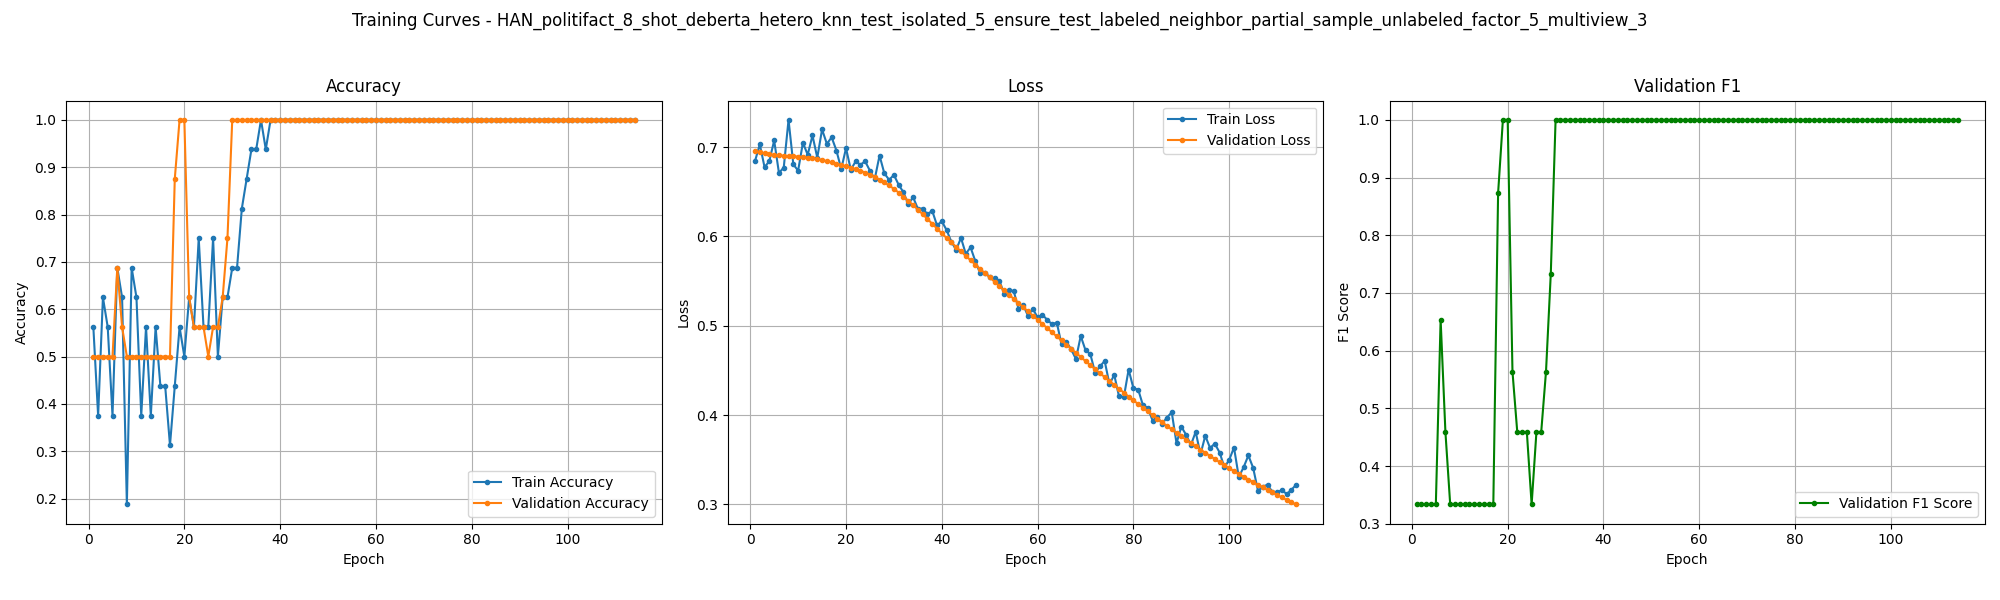 Training Curves - HAN_politifact_8_shot_deberta_hetero_knn_test_isolated_5_ensure_test_labeled_neighbor_partial_sample_unlabeled_factor_5_multiview_3
Accuracy
1.0
0.9
0.8
0.7
0.6
0.5
0.4
0.3
0.2
Accuracy
Train Accuracy
Validation Accuracy
0 20 40 60 80 100
Epoch
Loss
0.7
0.6
0.5
0.4
0.3
Loss
Train Loss
Validation Loss
0 20 40 60 80 100
Epoch
Validation F1
1.0
0.9
0.8
0.7
0.6
0.5
0.4
0.3
F1 Score
Validation F1 Score
0 20 40 60 80 100
Epoch